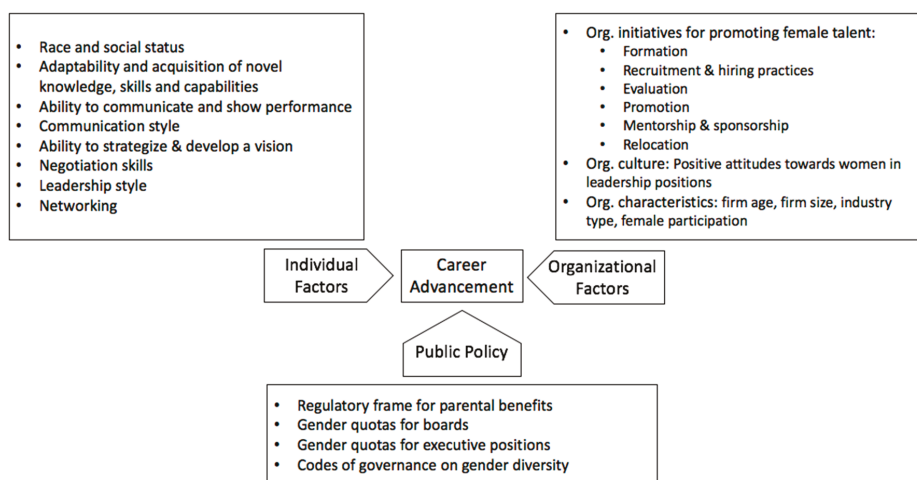 • Race and social status
• Adaptability and acquisition of novel
knowledge, skills and capabilities
• Ability to communicate and show performance
• Communication style
• Ability to strategize & develop a vision
• Negotiation skills
• Leadership style
• Networking
• Org. initiatives for promoting female talent:
• Formation
• Recruitment & hiring practices
• Evaluation
• Promotion
• Mentorship & sponsorship
• Relocation
• Org. culture: Positive attitudes towards women in
leadership positions
• Org. characteristics: firm age, firm size, industry
type, female participation
Individual
Factors
Career
Advancement
Organizational
Factors
Public Policy
• Regulatory frame for parental benefits
• Gender quotas for boards
• Gender quotas for executive positions
• Codes of governance on gender diversity